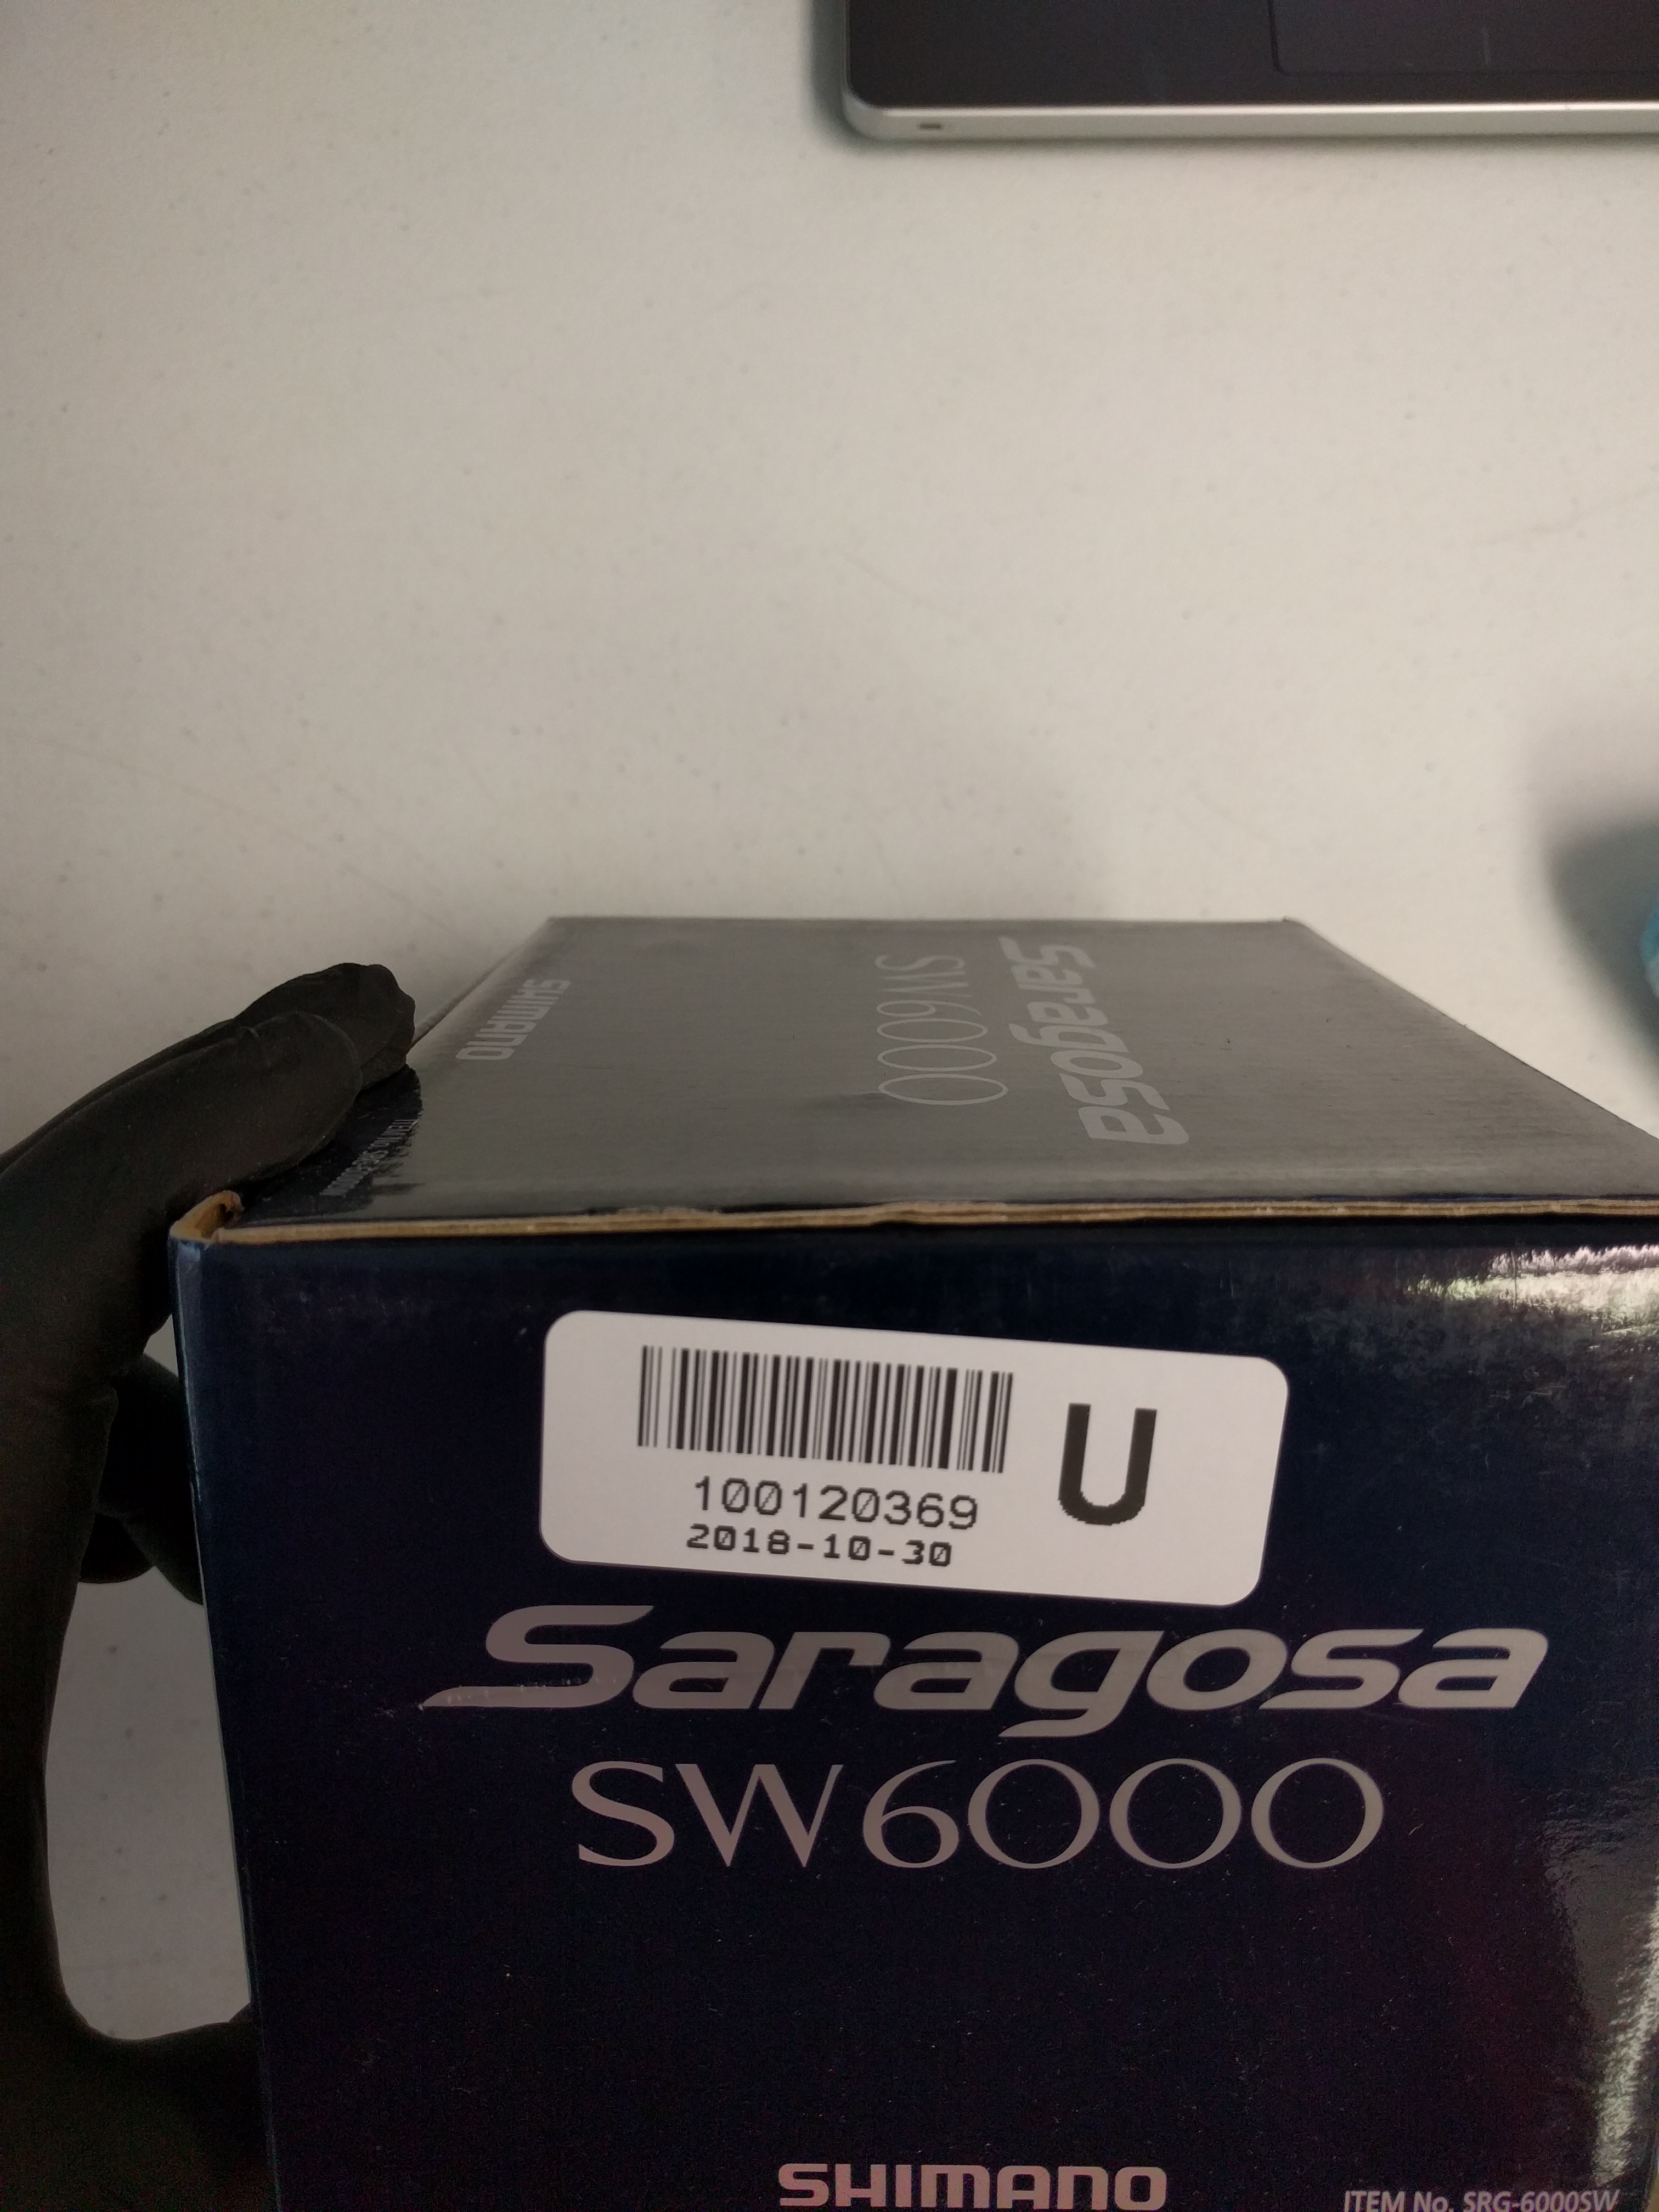 Saragosa
SW6000
SHIMANO
100120369
U
2018-10-30
Saragosa
SW6000
SHIMANO
ITEM No. SRG-6000SW